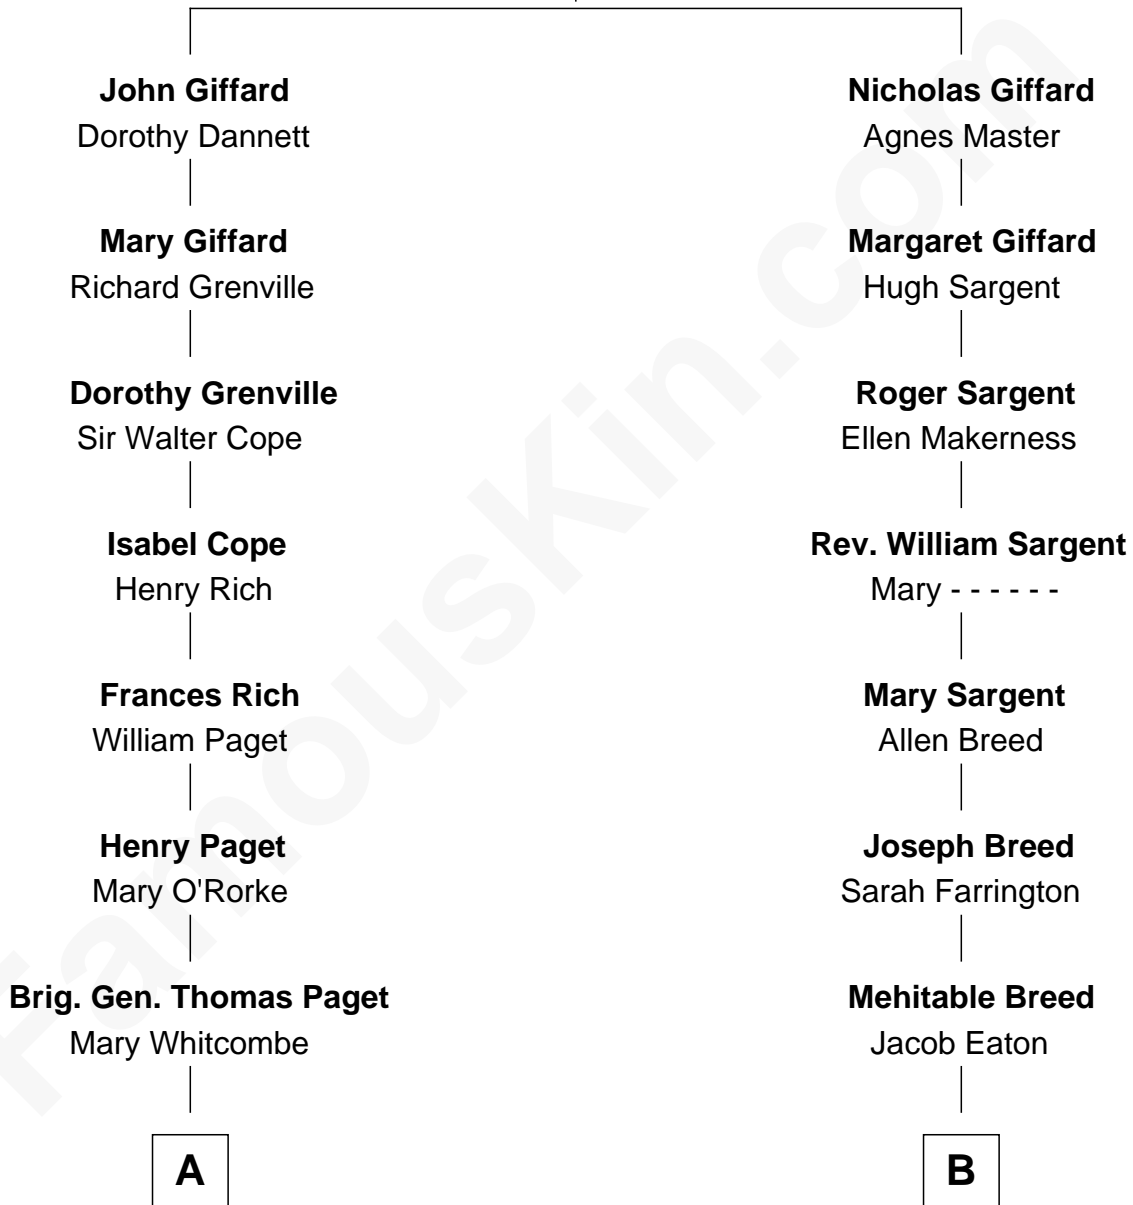 John Giffard
Dorothy Dannett
Mary Giffard
Richard Grenville
Dorothy Grenville
Sir Walter Cope
Isabel Cope
Henry Rich
Frances Rich
William Paget
Henry Paget
Mary O'Rorke
Brig. Gen. Thomas Paget
Mary Whitcombe
A
Nicholas Giffard
Agnes Master
Margaret Giffard
Hugh Sargent
Roger Sargent
Ellen Makerness
Rev. William Sargent
Mary - - - - - -
Mary Sargent
Allen Breed
Joseph Breed
Sarah Farrington
Mehitable Breed
Jacob Eaton
B
FamousKin.com